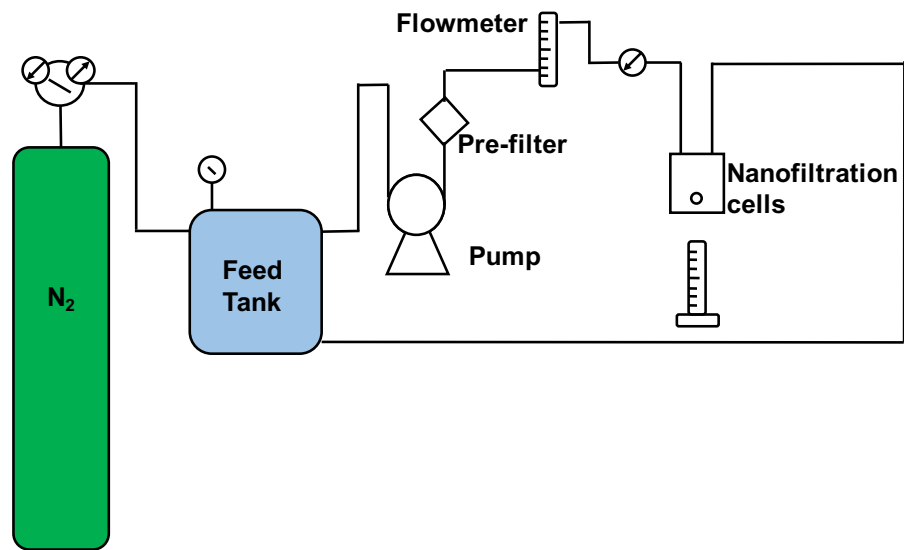 Flowmeter
Pre-filter
Nanofiltration
cells
Feed
Tank
Pump
N₂